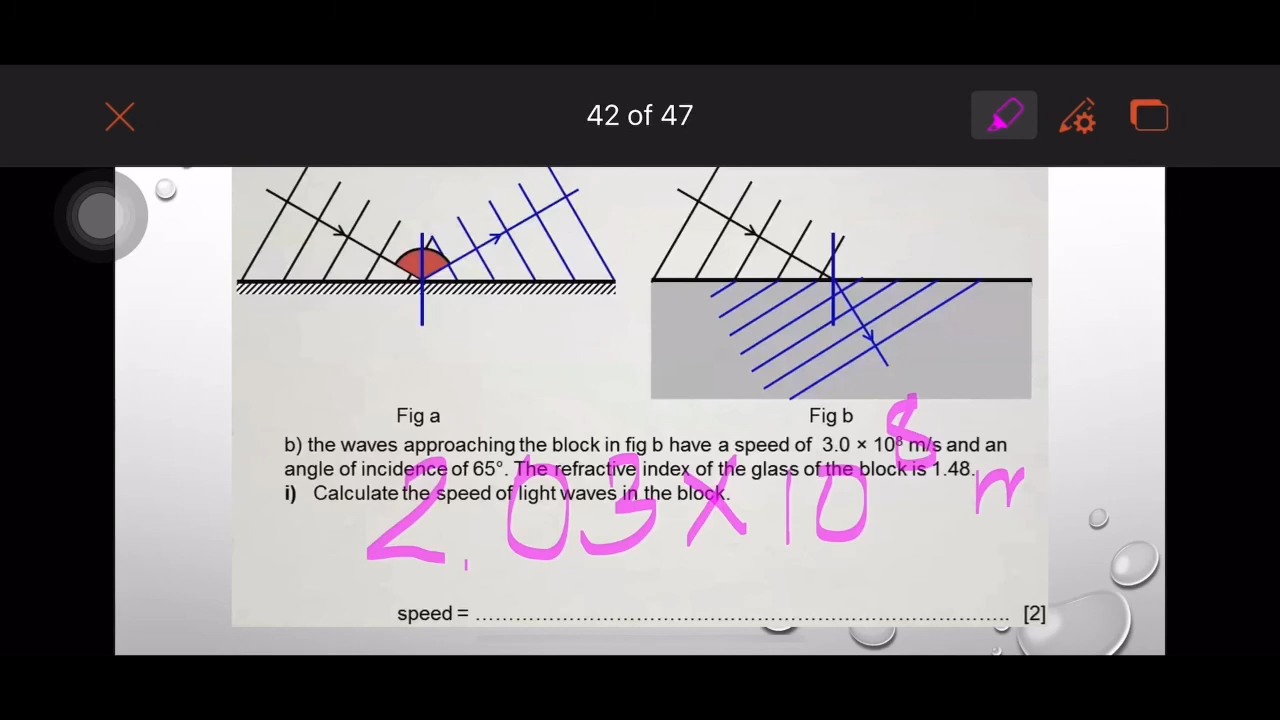 42 of 47
Fig a
Fig b
b) the waves approaching the block in fig b have a speed of 3.0 × 10⁸ m/s and an
angle of incidence of 65°. The refractive index of the glass of the block is 1.48.
i) Calculate the speed of light waves in the block.
2.03 x 10⁸ m
speed = ........................................................................................ [2]